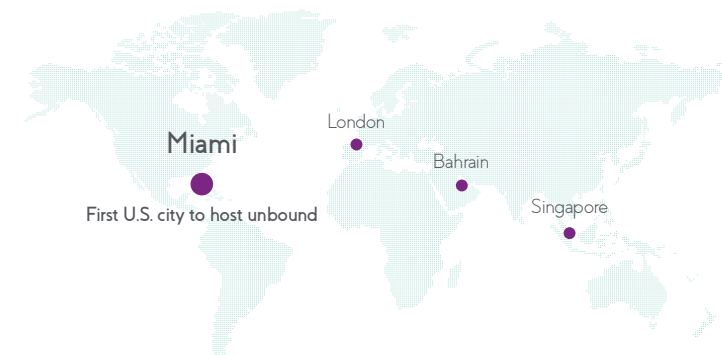 London
Miami
Bahrain
Singapore
First U.S. city to host unbound